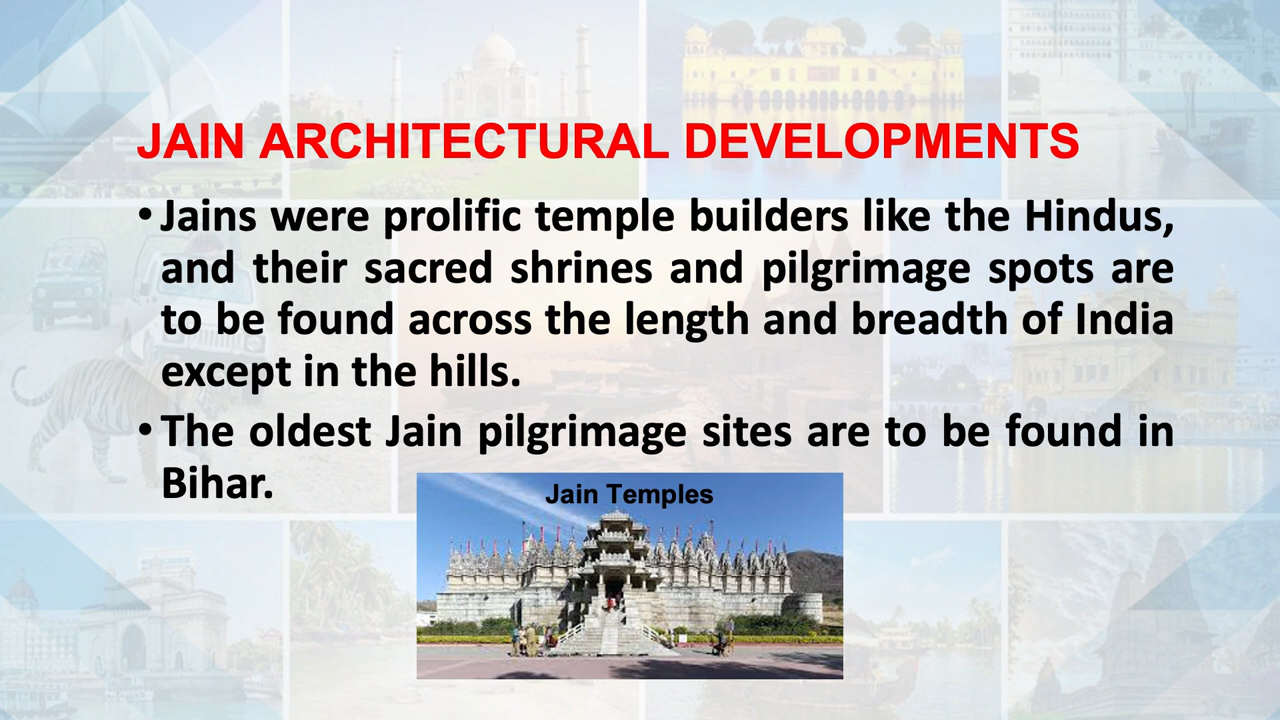 JAIN ARCHITECTURAL DEVELOPMENTS
• Jains were prolific temple builders like the Hindus,
and their sacred shrines and pilgrimage spots are
to be found across the length and breadth of India
except in the hills.
• The oldest Jain pilgrimage sites are to be found in
Bihar.
Jain Temples